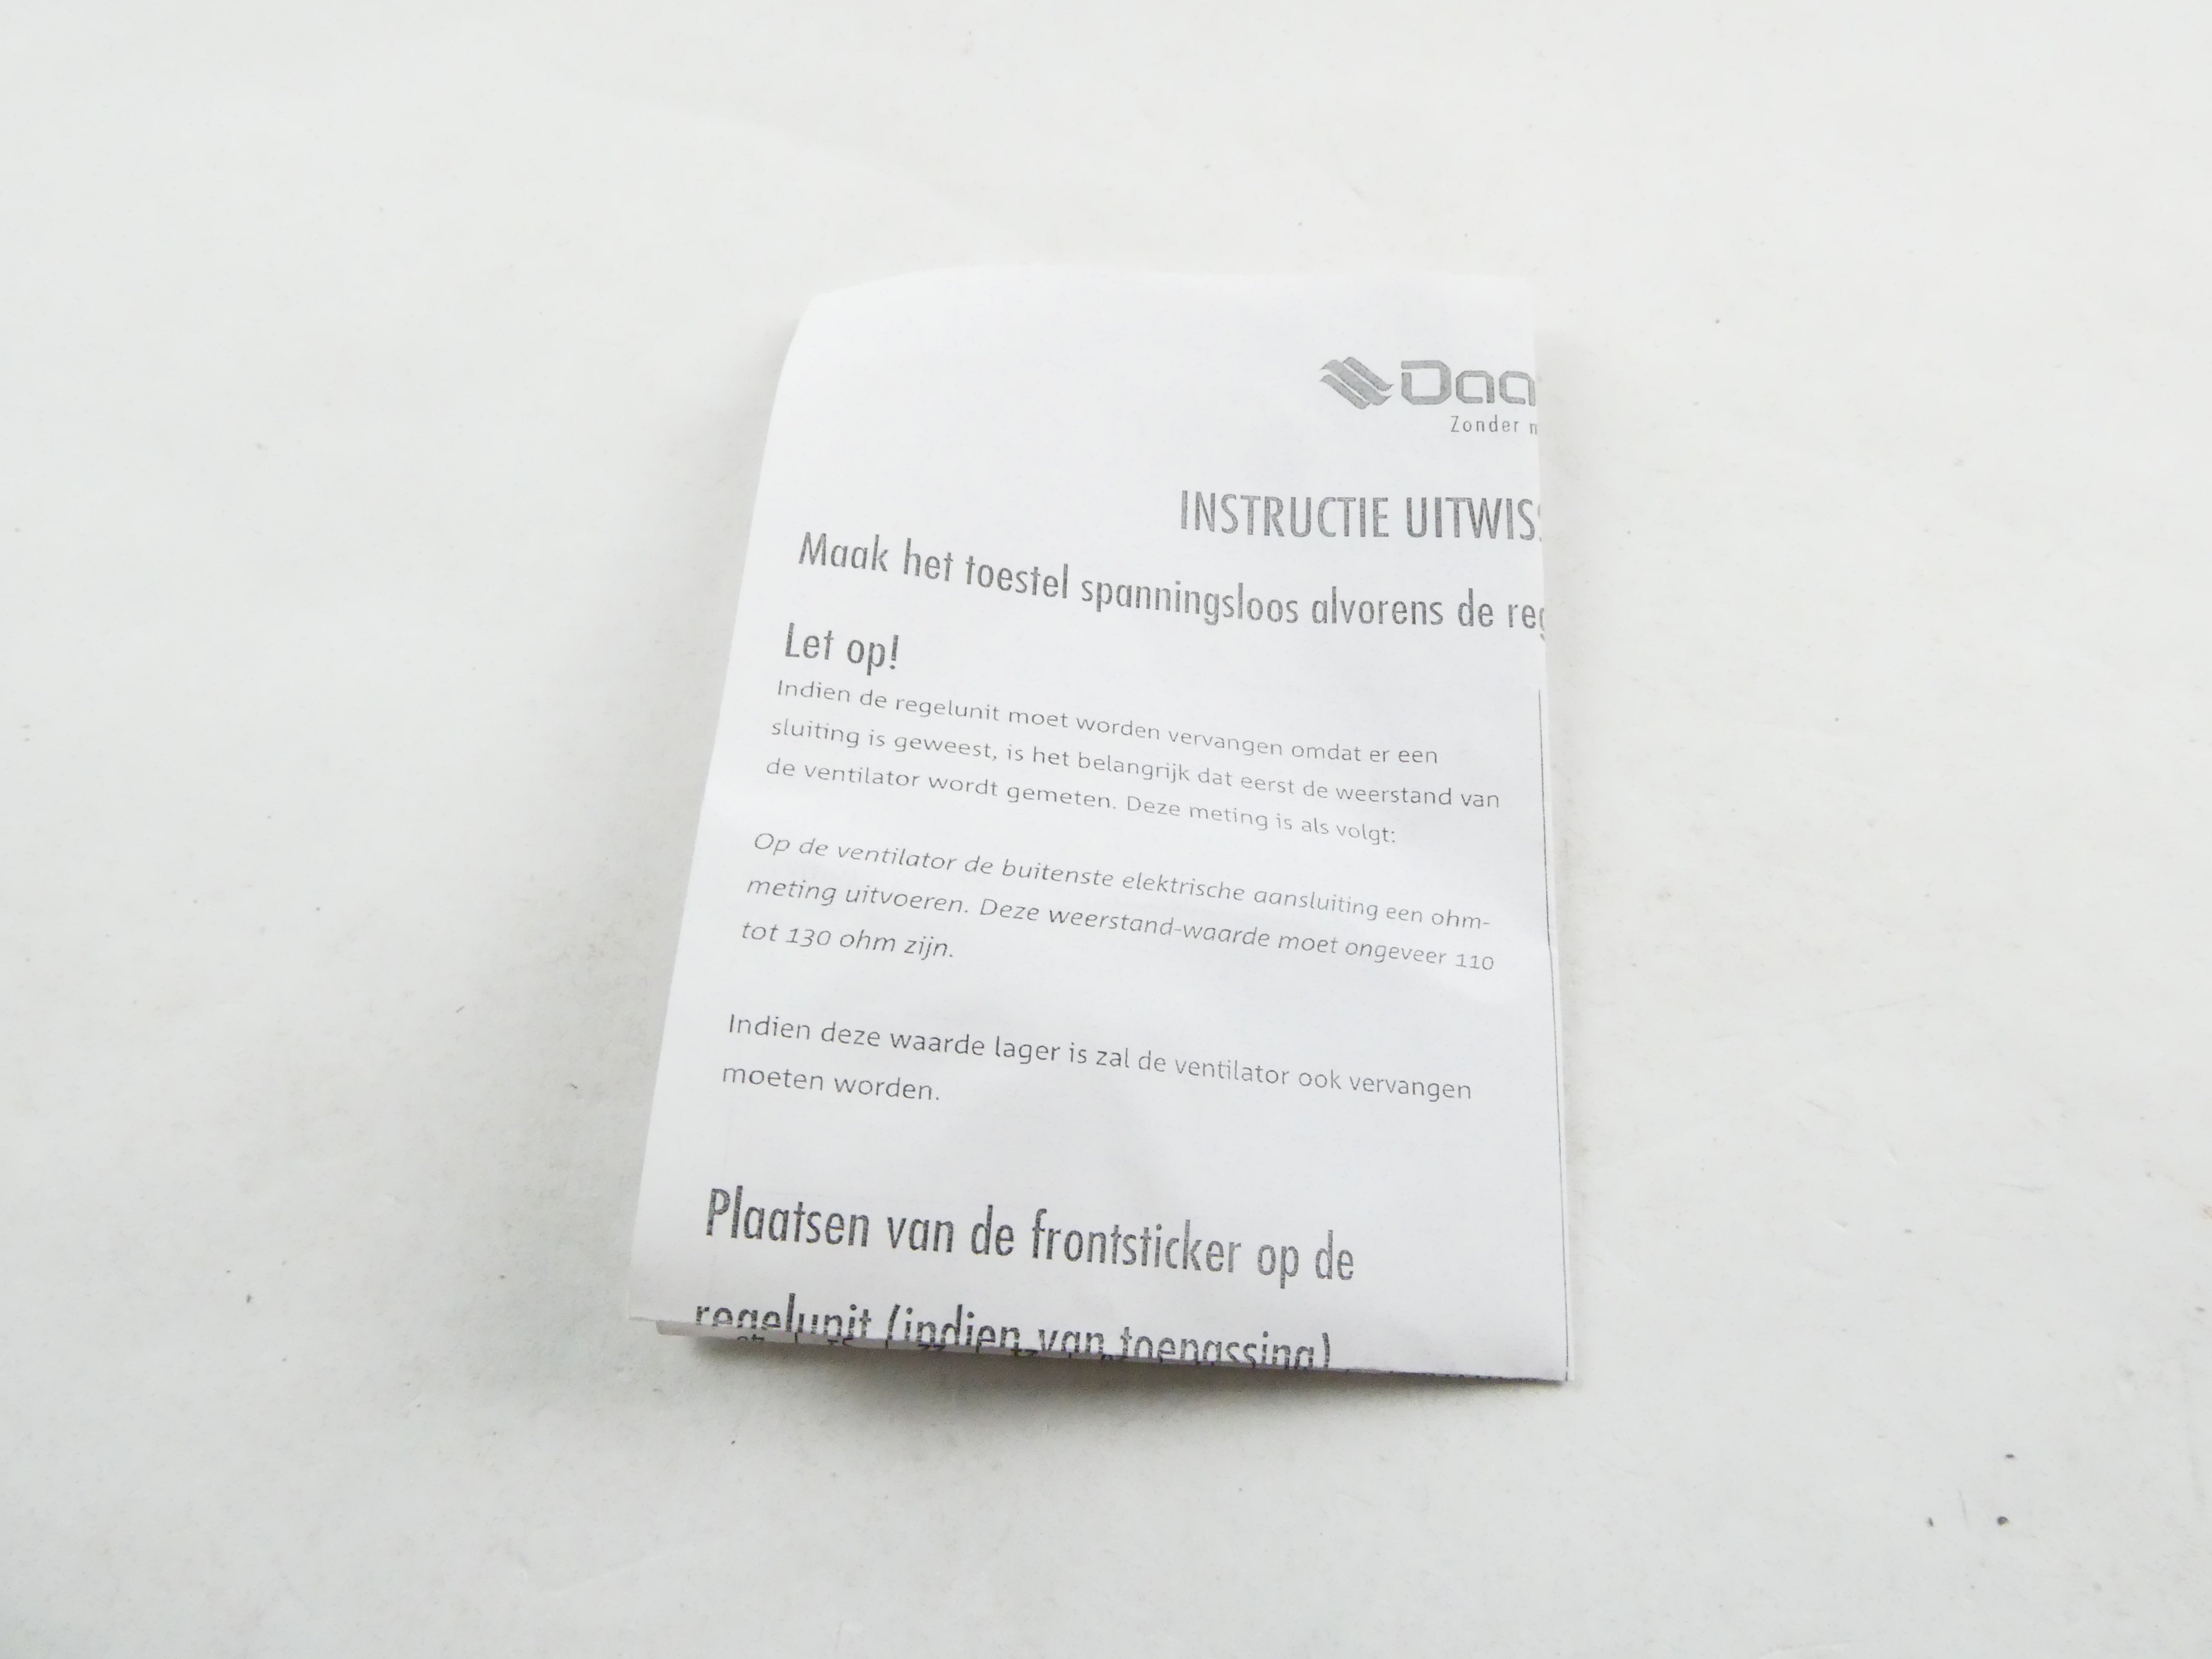 Daa
Zonder
INSTRUCTIE UITWIS
Maak het toestel spanningsloos alvorens de reg
Let op!
Indien de regelunit moet worden vervangen omdat er een
sluiting is geweest, is het belangrijk dat eerst de weerstand van
de ventilator wordt gemeten. Deze meting is als volgt:
Op de ventilator de buitenste elektrische aansluiting een ohm-
meting uitvoeren. Deze weerstand-waarde moet ongeveer 110
tot 130 ohm zijn.
Indien deze waarde lager is zal de ventilator ook vervangen
moeten worden.
Plaatsen van de frontsticker op de
regelunit (indien van toepassing)